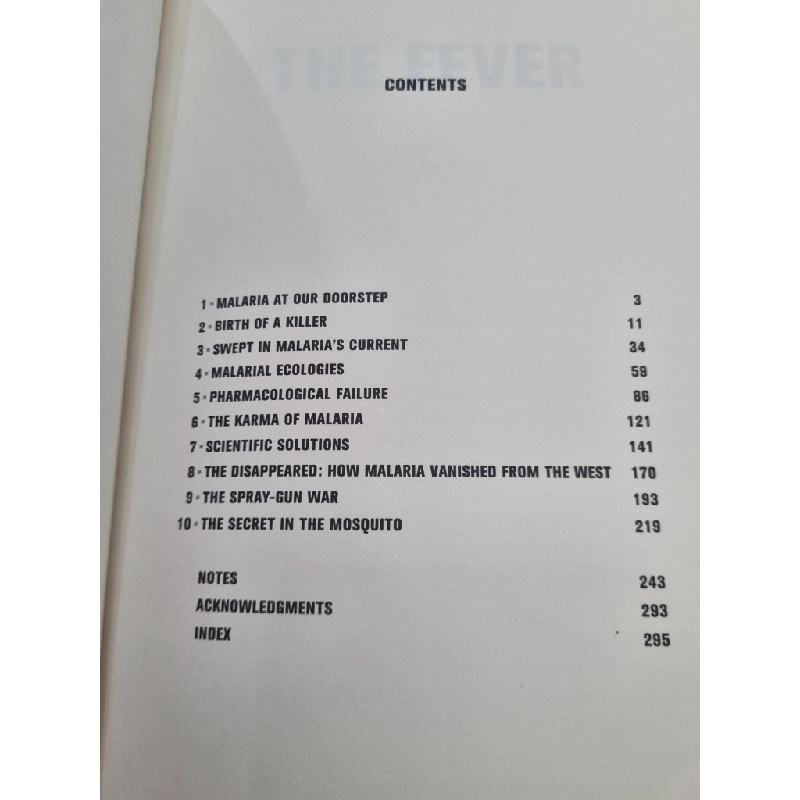 THE FEVER
CONTENTS
1 • MALARIA AT OUR DOORSTEP 3
2 • BIRTH OF A KILLER 11
3 • SWEPT IN MALARIA'S CURRENT 34
4 • MALARIAL ECOLOGIES 59
5 • PHARMACOLOGICAL FAILURE 86
6 • THE KARMA OF MALARIA 121
7 • SCIENTIFIC SOLUTIONS 141
8 • THE DISAPPEARED: HOW MALARIA VANISHED FROM THE WEST 170
9 • THE SPRAY-GUN WAR 193
10 • THE SECRET IN THE MOSQUITO 219
NOTES 243
ACKNOWLEDGMENTS 293
INDEX 295